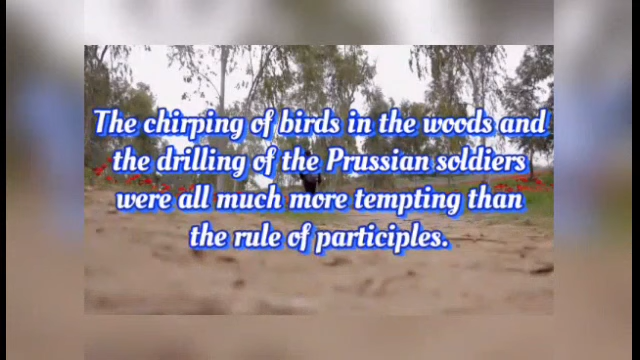 The chirping of birds in the woods and
the drilling of the Prussian soldiers
were all much more tempting than
the rule of participles.